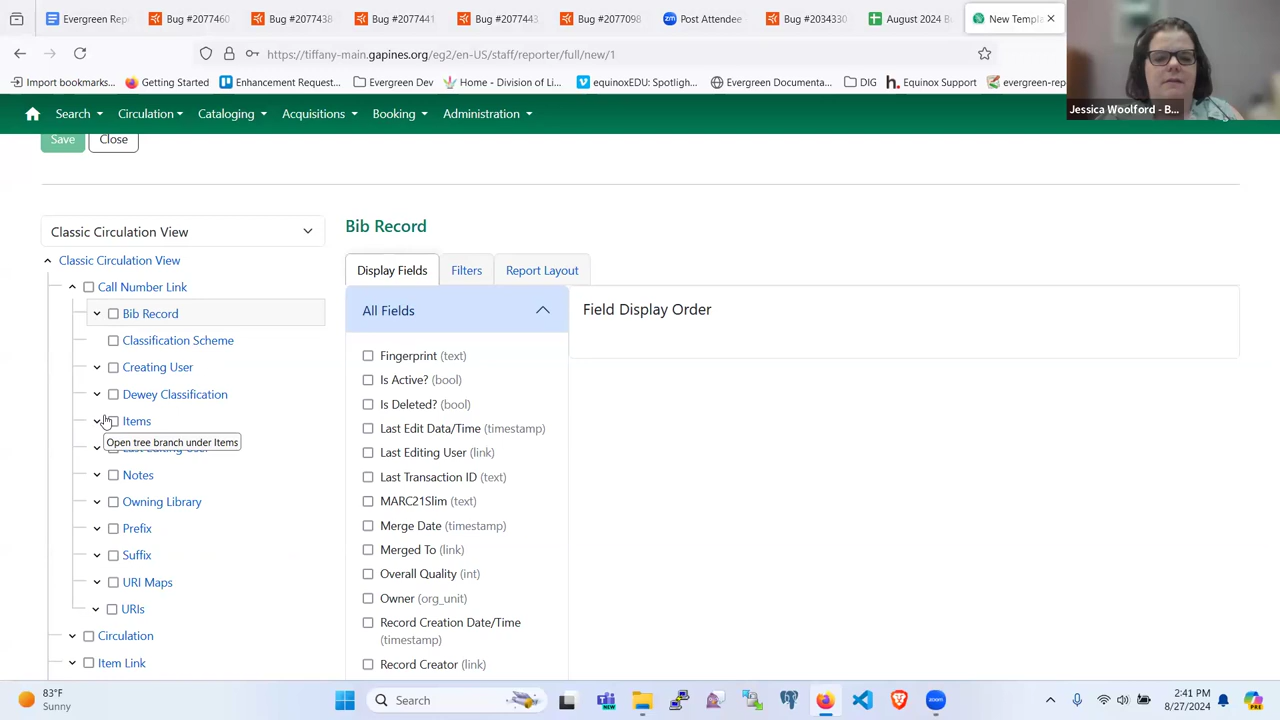 Evergreen
Bug #2077460
Bug #2077438
Bug #2077441
Bug #2077443
Bug #2077098
Post Attendee
Bug #2034330
August 2024 B
New Templa
https://tiffany-main.gapines.org/eg2/en-US/staff/reporter/full/new/1
Import bookmarks...
Getting Started
Enhancement Request...
Evergreen Dev
Home - Division of Li...
equinoxEDU: Spotligh...
Evergreen Documenta...
DIG
Equinox Support
evergreen-rep
Jessica Woolford - B...
Search
Circulation
Cataloging
Acquisitions
Booking
Administration
Save
Close
Classic Circulation View
Classic Circulation View
Call Number Link
Bib Record
Classification Scheme
Creating User
Dewey Classification
Items
Open tree branch under Items
Last Editing User
Notes
Owning Library
Prefix
Suffix
URI Maps
URIs
Circulation
Item Link
Bib Record
Display Fields
Filters
Report Layout
All Fields
Fingerprint (text)
Is Active? (bool)
Is Deleted? (bool)
Last Edit Data/Time (timestamp)
Last Editing User (link)
Last Transaction ID (text)
MARC21Slim (text)
Merge Date (timestamp)
Merged To (link)
Overall Quality (int)
Owner (org_unit)
Record Creation Date/Time
(timestamp)
Record Creator (link)
Field Display Order
83°F
Sunny
Search
NEW
2:41 PM
8/27/2024
PRE